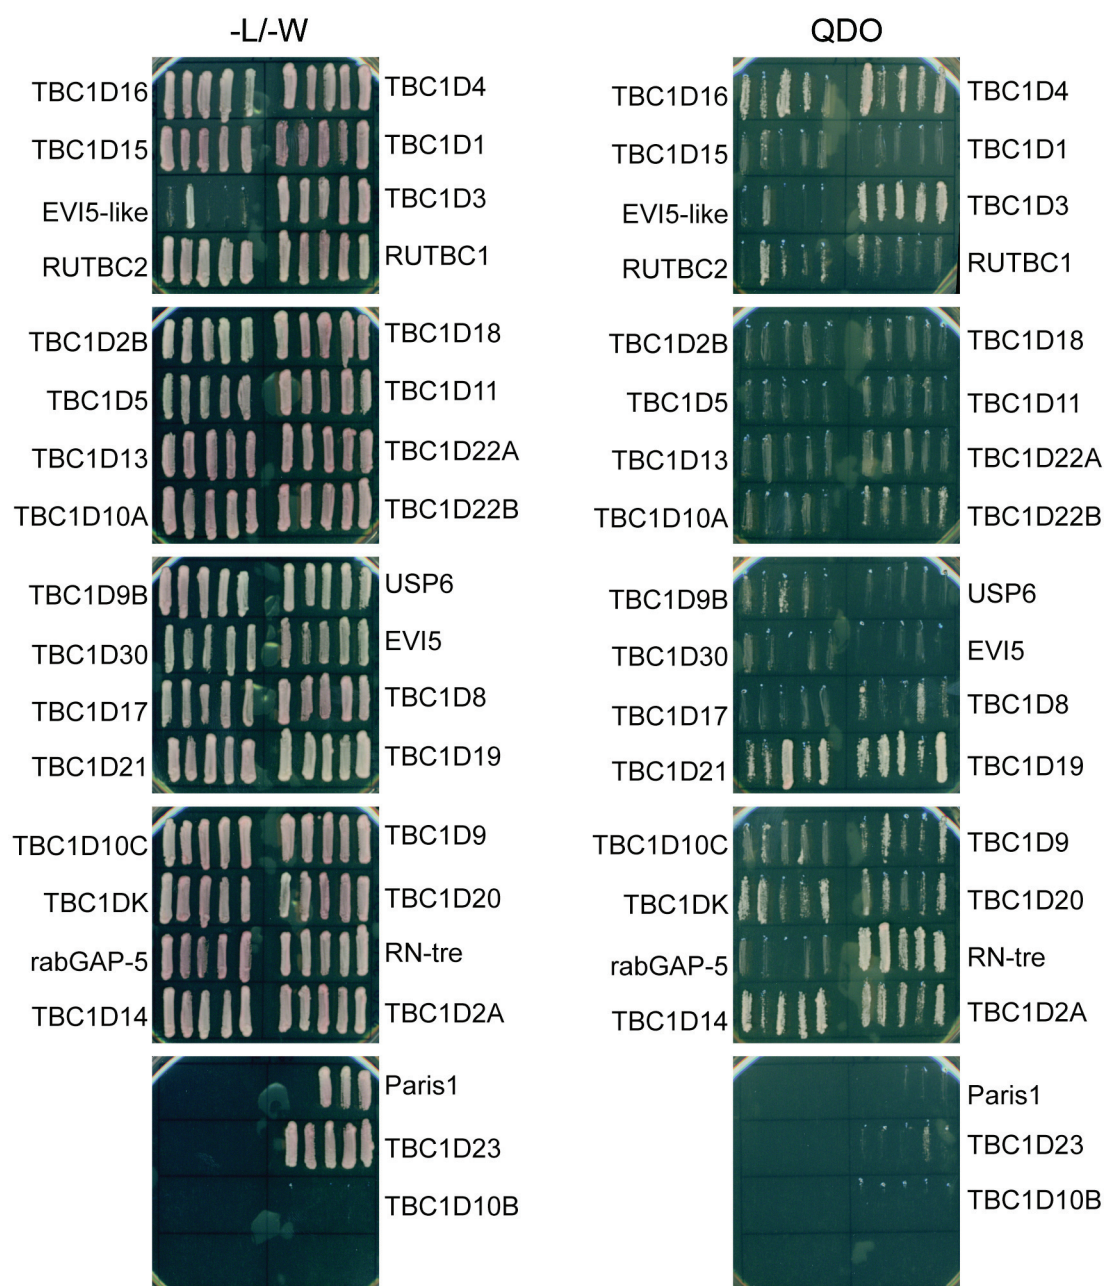 -L/-W
QDO
TBC1D16
TBC1D4
TBC1D15
TBC1D1
EVI5-like
TBC1D3
RUTBC2
RUTBC1
TBC1D2B
TBC1D18
TBC1D5
TBC1D11
TBC1D13
TBC1D22A
TBC1D10A
TBC1D22B
TBC1D9B
USP6
TBC1D30
EVI5
TBC1D17
TBC1D8
TBC1D21
TBC1D19
TBC1D10C
TBC1D9
TBC1DK
TBC1D20
rabGAP-5
RN-tre
TBC1D14
TBC1D2A
Paris1
TBC1D23
TBC1D10B
TBC1D16
TBC1D4
TBC1D15
TBC1D1
EVI5-like
TBC1D3
RUTBC2
RUTBC1
TBC1D2B
TBC1D18
TBC1D5
TBC1D11
TBC1D13
TBC1D22A
TBC1D10A
TBC1D22B
TBC1D9B
USP6
TBC1D30
EVI5
TBC1D17
TBC1D8
TBC1D21
TBC1D19
TBC1D10C
TBC1D9
TBC1DK
TBC1D20
rabGAP-5
RN-tre
TBC1D14
TBC1D2A
Paris1
TBC1D23
TBC1D10B